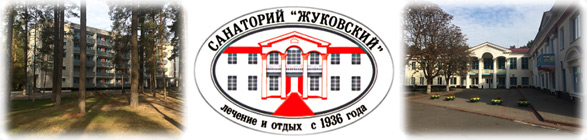 САНАТОРИЙ "ЖУКОВСКИЙ"
лечение и отдых с 1936 года